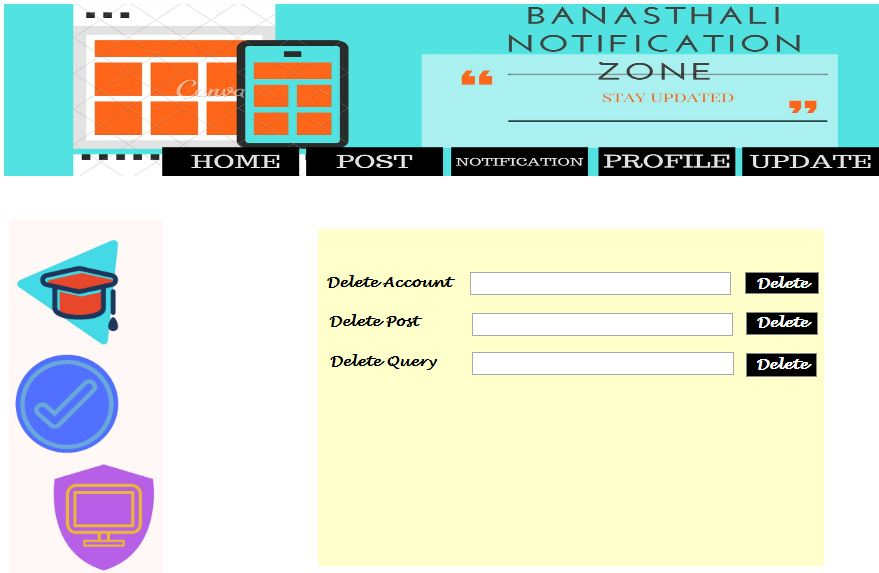 BANASTHALI
NOTIFICATION
ZONE
Canva
“
STAY UPDATED
”
HOME POST NOTIFICATION PROFILE UPDATE
Delete Account Delete
Delete Post Delete
Delete Query Delete